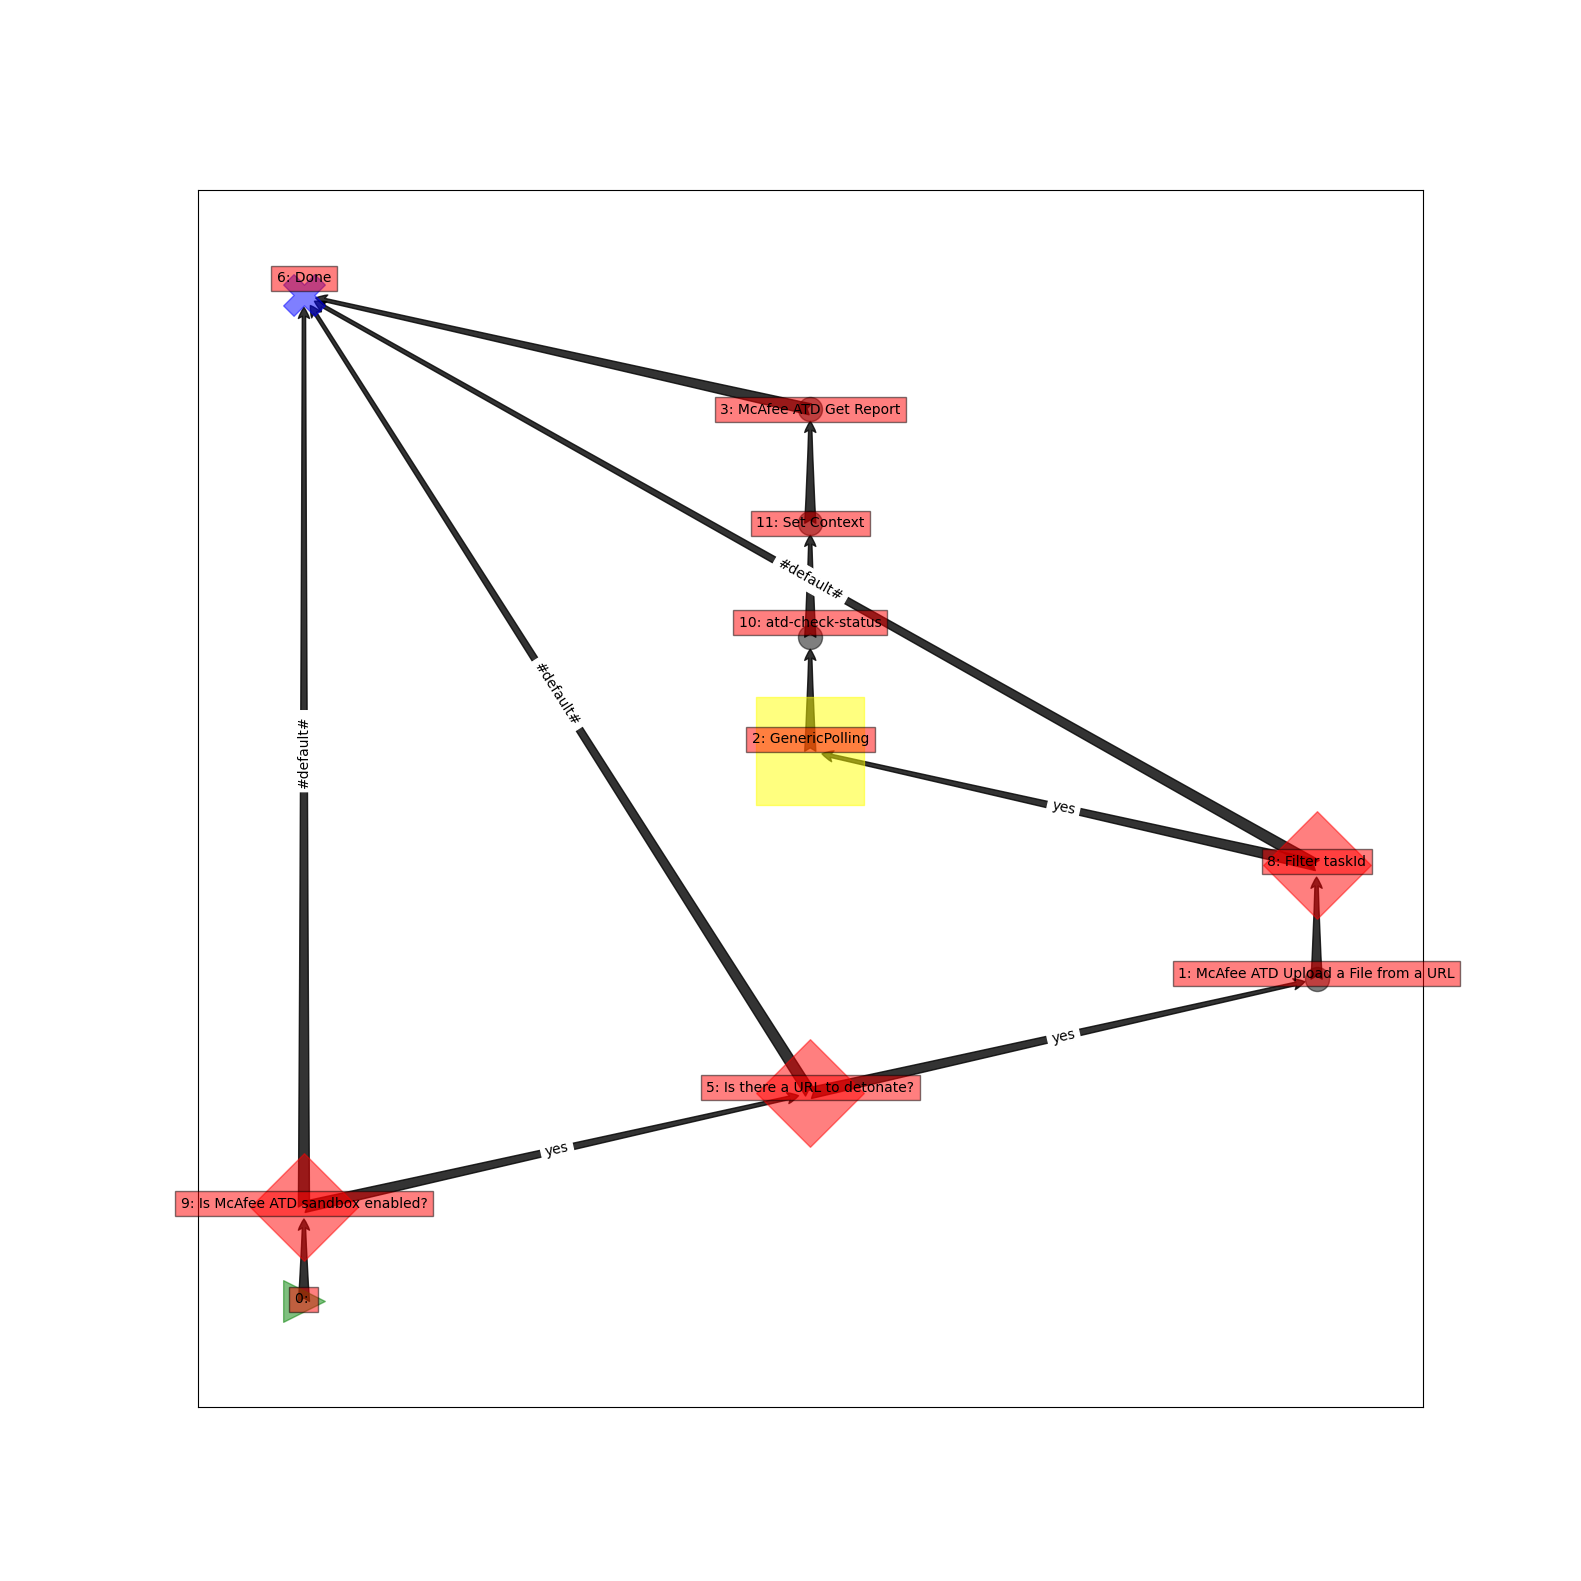 6: Done
3: McAfee ATD Get Report
11: Set Context
#default#
10: atd-check-status
#default#
2: GenericPolling
#default#
yes
8: Filter taskId
1: McAfee ATD Upload a File from a URL
yes
5: Is there a URL to detonate?
yes
9: Is McAfee ATD sandbox enabled?
0: